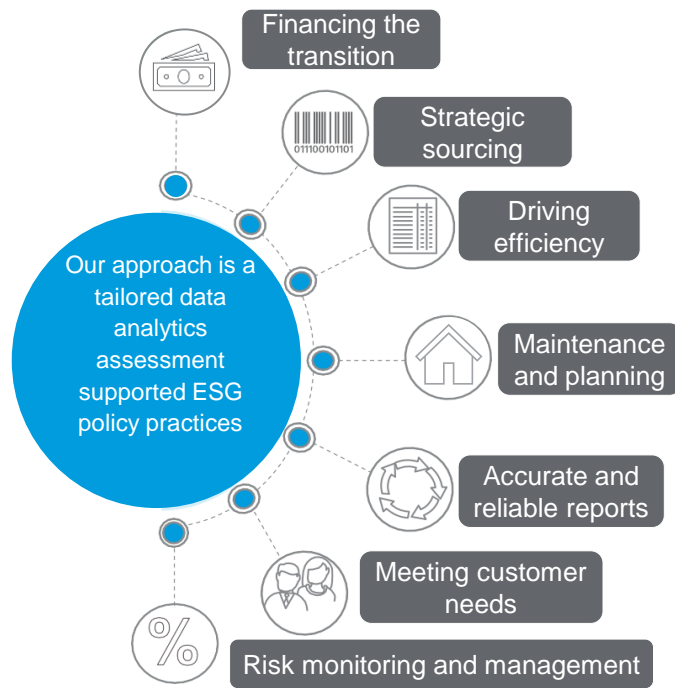 Financing the
transition
Strategic
sourcing
011100101101
Driving
efficiency
Our approach is a
tailored data
analytics
assessment
supported ESG
policy practices
Maintenance
and planning
Accurate and
reliable reports
Meeting customer
needs
%
Risk monitoring and management